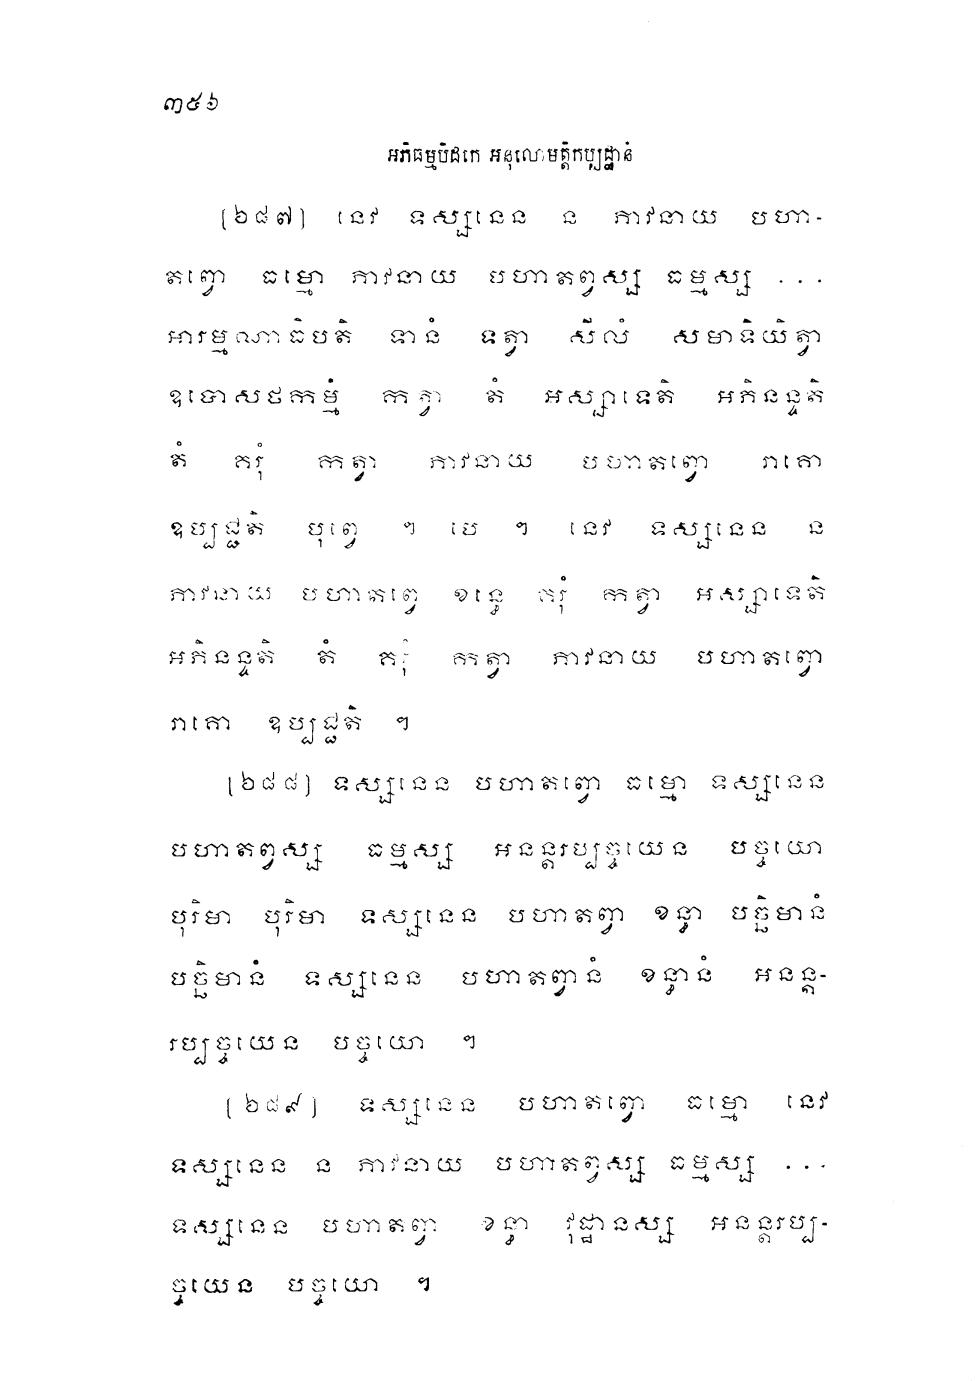 ៣៥៦
អភិធម្មបិដកេ អនុលោមត្តិកប្បដ្ឋានំ
[៦៨៧] នេវ ទស្សនេន ន ភាវនាយ បហា-
តព្វោ ធម្មោ ភាវនាយ បហាតព្វស្ស ធម្មស្ស ...
អារម្មណាធិបតិ ទានំ ទត្វា សីលំ សមាទិយិត្វា
ឧបោសថកម្មំ កត្វា តំ អស្សាទេតិ អភិនន្ទតិ
តំ គរុំ កត្វា ភាវនាយ បហាតព្វោ រាគោ
ឧប្បជ្ជតិ បុព្វេ ។ បេ ។ នេវ ទស្សនេន ន
ភាវនាយ បហាតព្វេ ខន្ធេ គរុំ កត្វា អស្សាទេតិ
អភិនន្ទតិ តំ គរុំ កត្វា ភាវនាយ បហាតព្វោ
រាគោ ឧប្បជ្ជតិ ។
[៦៨៨] ទស្សនេន បហាតព្វោ ធម្មោ ទស្សនេន
បហាតព្វស្ស ធម្មស្ស អនន្តរប្បច្ចយេន បច្ចយោ
បុរិមា បុរិមា ទស្សនេន បហាតព្វា ខន្ធា បច្ឆិមានំ
បច្ឆិមានំ ទស្សនេន បហាតព្វានំ ខន្ធានំ អនន្ត-
រប្បច្ចយេន បច្ចយោ ។
[៦៨៩] ទស្សនេន បហាតព្វោ ធម្មោ នេវ
ទស្សនេន ន ភាវនាយ បហាតព្វស្ស ធម្មស្ស ...
ទស្សនេន បហាតព្វា ខន្ធា វុដ្ឋានស្ស អនន្តរប្ប-
ច្ចយេន បច្ចយោ ។